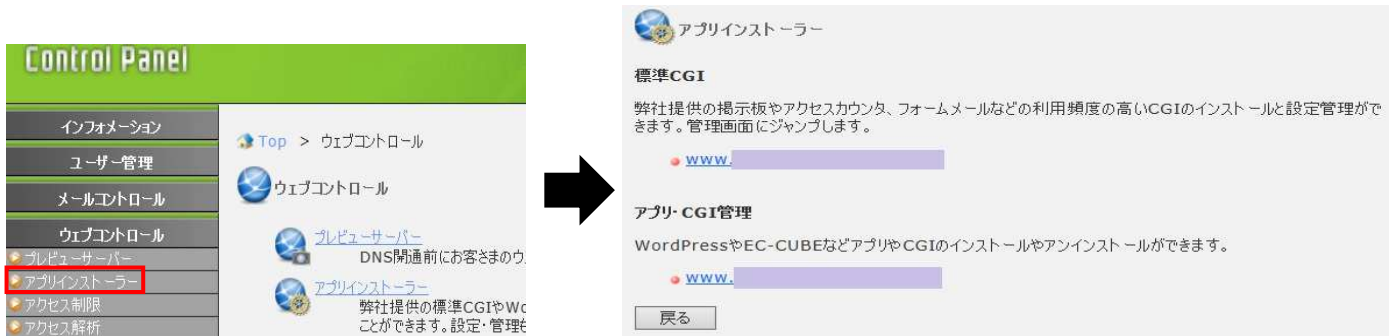 Control Panel
インフォメーション
ユーザー管理
メールコントロール
ウェブコントロール
プレビューサーバー
アプリインストーラー
アクセス制限
アクセス解析
Top > ウェブコントロール
ウェブコントロール
プレビューサーバー
DNS開通前にお客さまのウ
アプリインストーラー
弊社提供の標準CGIやWo
ことができます。設定・管理も
アプリインストーラー
標準CGI
弊社提供の掲示板やアクセスカウンタ、フォームメールなどの利用頻度の高いCGIのインストールと設定管理がで
きます。管理画面にジャンプします。
www.
アプリ・CGI管理
WordPressやEC-CUBEなどアプリやCGIのインストールやアンインストールができます。
www.
戻る